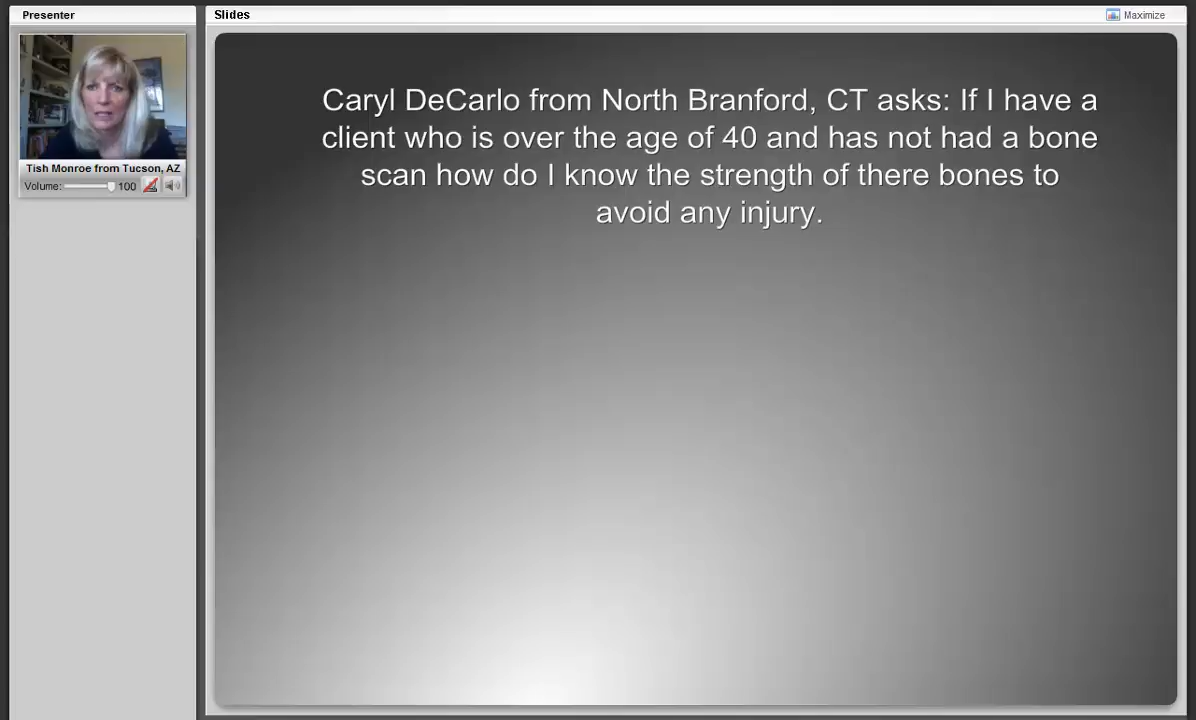 Presenter
Tish Monroe from Tucson, AZ
Volume: 100
Slides
Maximize
Caryl DeCarlo from North Branford, CT asks: If I have a
client who is over the age of 40 and has not had a bone
scan how do I know the strength of there bones to
avoid any injury.